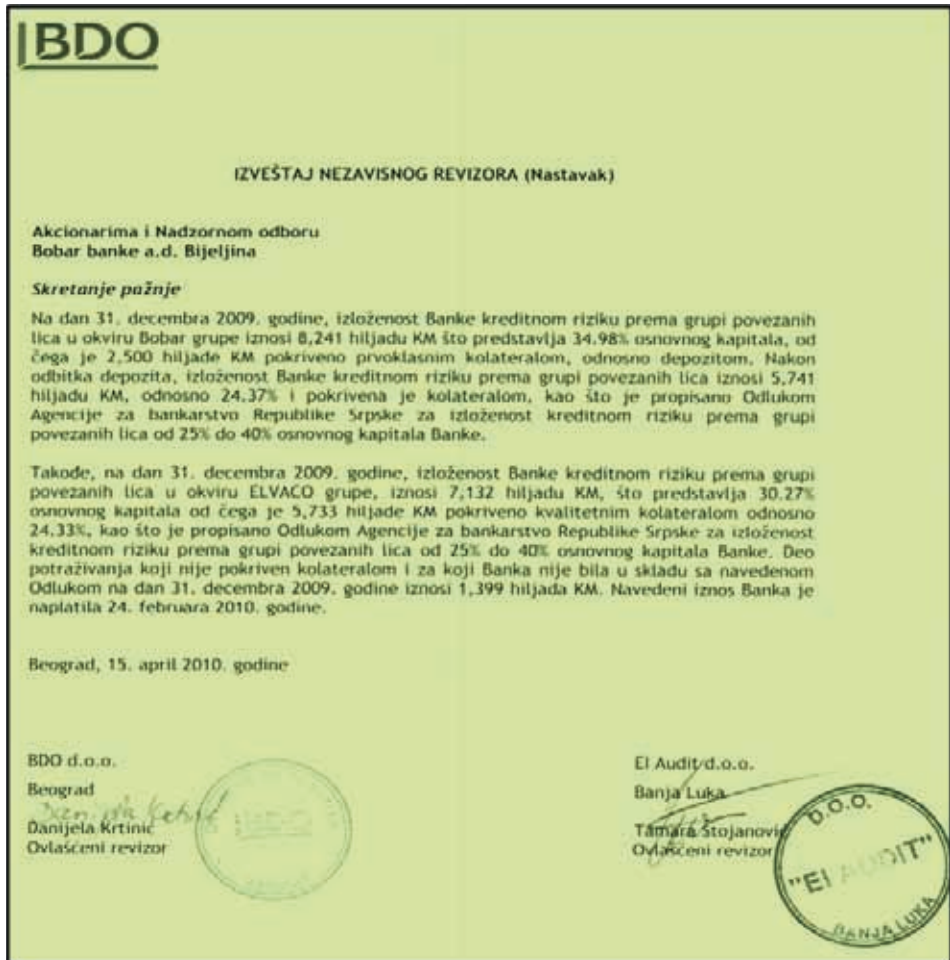 BDO
IZVEŠTAJ NEZAVISNOG REVIZORA (Nastavak)
Akcionarima i Nadzornom odboru
Bobar banke a.d. Bijeljina
Skretanje pažnje
Na dan 31. decembra 2009. godine, izloženost Banke kreditnom riziku prema grupi povezanih
lica u okviru Bobar grupe iznosi 8,241 hiljadu KM što predstavlja 34.98% osnovnog kapitala, od
čega je 2,500 hiljade KM pokriveno prvoklasnim kolateralom, odnosno depozitom. Nakon
odbitka depozita, izloženost Banke kreditnom riziku prema grupi povezanih lica iznosi 5,741
hiljadu KM, odnosno 24.37% i pokrivena je kolateralom, kao što je propisano Odlukom
Agencije za bankarstvo Republike Srpske za izloženost kreditnom riziku prema grupi
povezanih lica od 25% do 40% osnovnog kapitala Banke.
Takođe, na dan 31. decembra 2009. godine, izloženost Banke kreditnom riziku prema grupi
povezanih lica u okviru ELVACO grupe, iznosi 7,132 hiljadu KM, što predstavlja 30.27%
osnovnog kapitala od čega je 5,733 hiljade KM pokriveno kvalitetnim kolateralom odnosno
24.33%, kao što je propisano Odlukom Agencije za bankarstvo Republike Srpske za izloženost
kreditnom riziku prema grupi povezanih lica od 25% do 40% osnovnog kapitala Banke. Deo
potraživanja koji nije pokriven kolateralom i za koji Banka nije bila u skladu sa navedenom
Odlukom na dan 31. decembra 2009. godine iznosi 1,399 hiljada KM. Navedeni iznos Banka je
naplatila 24. februara 2010. godine.
Beograd, 15. april 2010. godine
BDO d.o.o.
Beograd
Danijela Krtinić
Ovlašćeni revizor
BDO
EI Audit d.o.o.
Banja Luka
Tamara Stojanović
Ovlašćeni revizor
D.O.O.
"EI AUDIT"
BANJA LUKA